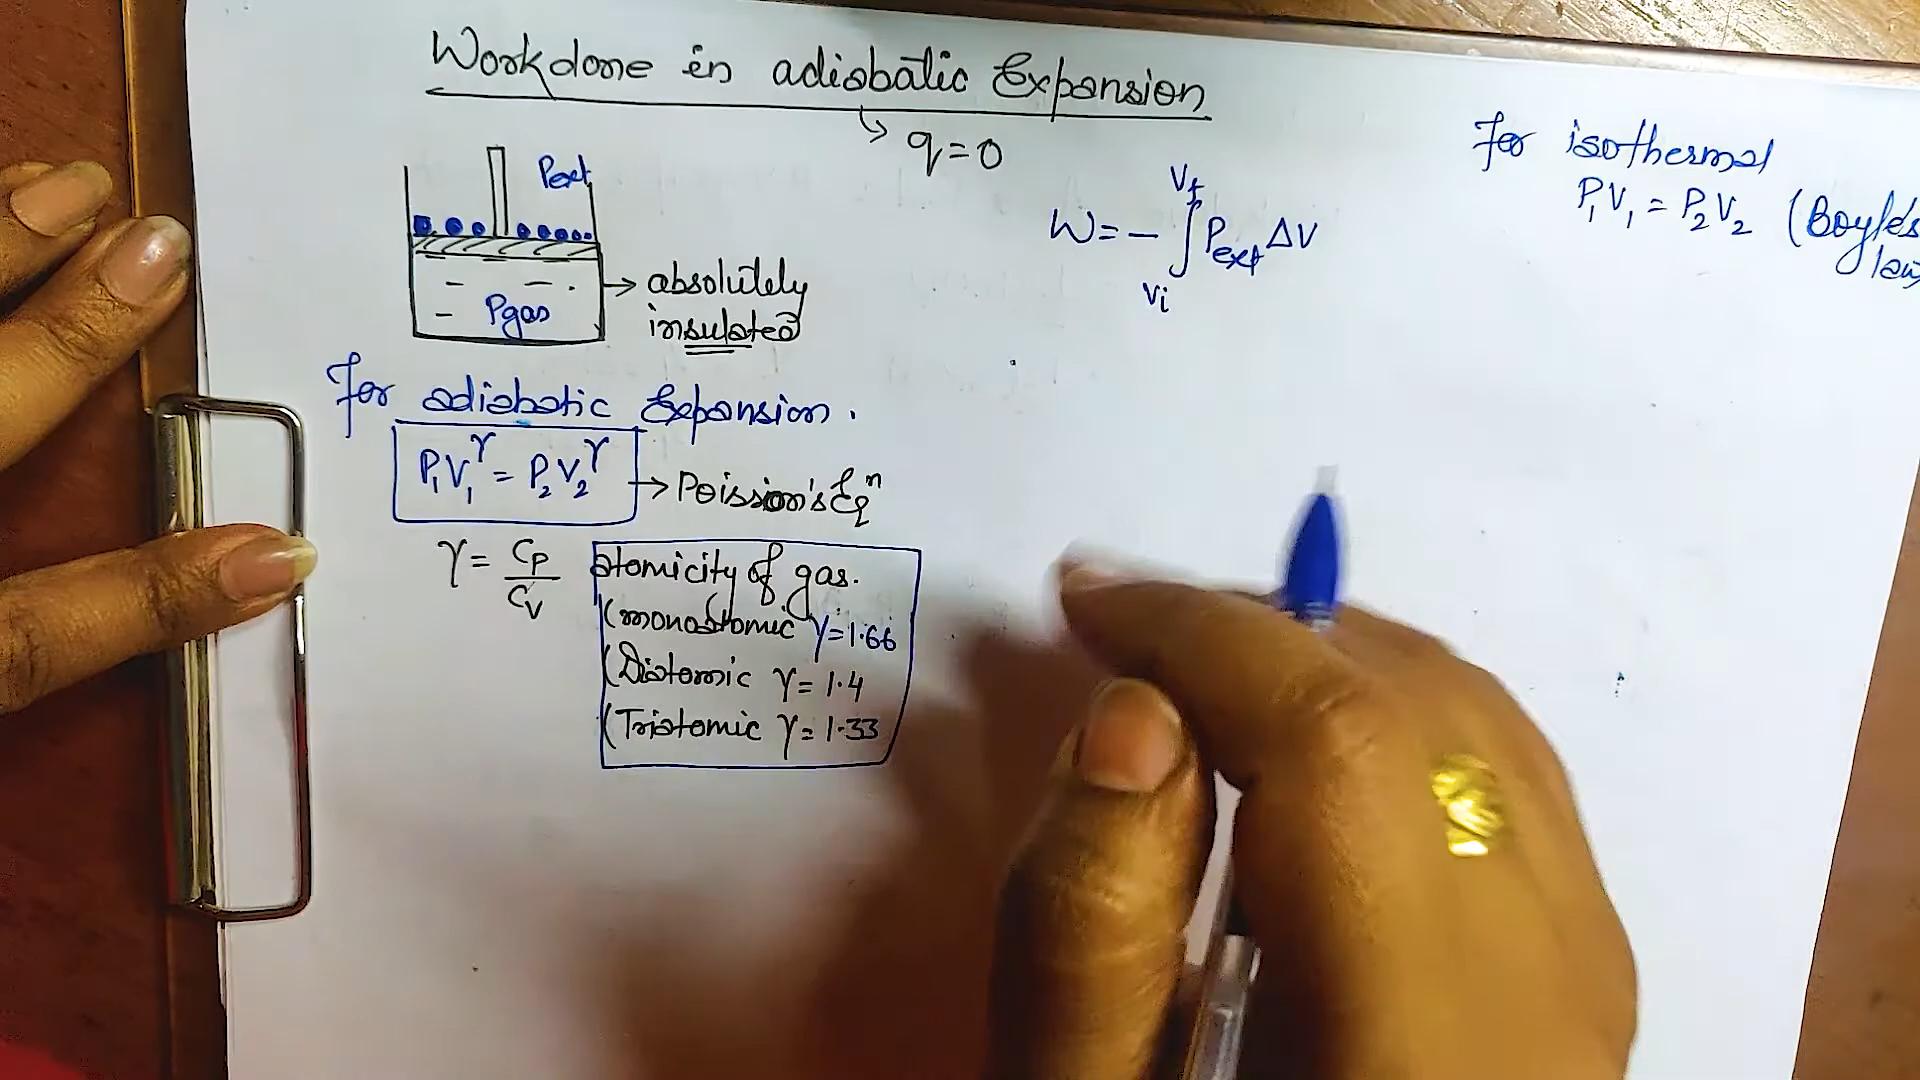 Workdone in adiabatic Expansion
q=0
Pext
Pgas
absolutely
insulated
W = - ∫ Pext ΔV
Vf
Vi
For isothermal
P₁V₁ = P₂V₂ (Boyle's
law
For adiabatic Expansion.
P₁V₁^γ = P₂V₂^γ → Poission's Eqⁿ
γ = Cp/Cv
atomicity of gas.
(monoatomic γ=1.66
(Diatomic γ = 1.4
(Triatomic γ = 1.33